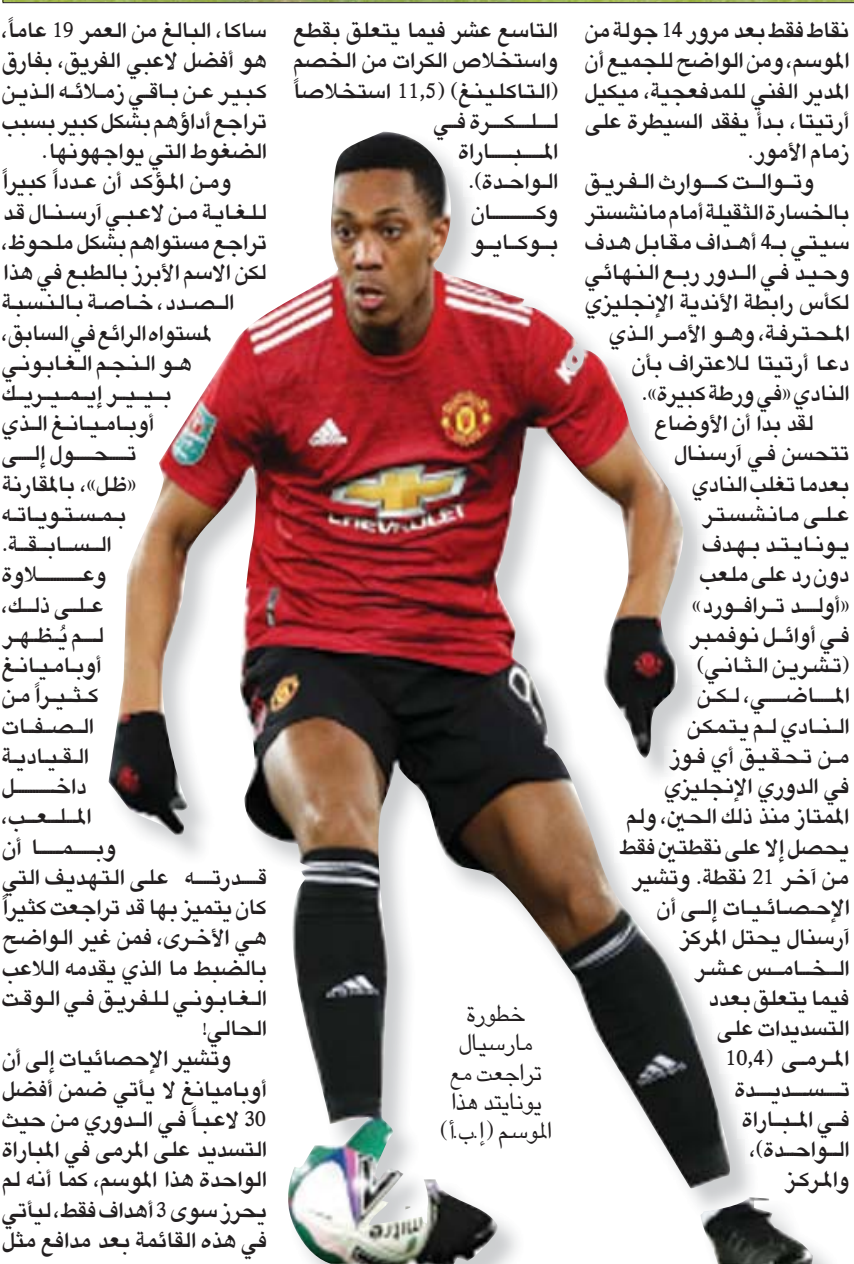 نقاط فقط بعد مرور 14 جولة من
الموسم، ومن الواضح للجميع أن
المدير الفني للمدفعجية، ميكيل
أرتيتا، بدأ يفقد السيطرة على
زمام الأمور.
وتوالت كوارث الفريق
بالخسارة الثقيلة أمام مانشستر
سيتي بـ4 أهداف مقابل هدف
وحيد في الدور ربع النهائي
لكأس رابطة الأندية الإنجليزي
المحترفة، وهو الأمر الذي
دعا أرتيتا للاعتراف بأن
النادي «في ورطة كبيرة».
لقد بدا أن الأوضاع
تتحسن في آرسنال
بعدما تغلب النادي
على مانشستر
يونايتد بهدف
دون رد على ملعب
«أولد ترافورد»
في أوائل نوفمبر
(تشرين الثاني)
الماضي، لكن
النادي لم يتمكن
من تحقيق أي فوز
في الدوري الإنجليزي
الممتاز منذ ذلك الحين، ولم
يحصل إلا على نقطتين فقط
من آخر 21 نقطة. وتشير
الإحصائيات إلى أن
آرسنال يحتل المركز
الخامس عشر
فيما يتعلق بعدد
التسديدات على
المرمى (10,4
تسديدة
في المباراة
الواحدة)،
والمركز
التاسع عشر فيما يتعلق بقطع
واستخلاص الكرات من الخصم
(التاكلينغ) (11,5 استخلاصاً
للكرة في
المباراة
الواحدة).
وكان
بوكايو
ساكا، البالغ من العمر 19 عاماً،
هو أفضل لاعبي الفريق، بفارق
كبير عن باقي زملائه الذين
تراجع أداؤهم بشكل كبير بسبب
الضغوط التي يواجهونها.
ومن المؤكد أن عدداً كبيراً
للغاية من لاعبي آرسنال قد
تراجع مستواهم بشكل ملحوظ،
لكن الاسم الأبرز بالطبع في هذا
الصدد، خاصة بالنسبة
لمستواه الرائع في السابق،
هو النجم الغابوني
بيير إيميريك
أوباميانغ الذي
تحول إلى
«ظل»، بالمقارنة
بمستوياته
السابقة.
وعلاوة
على ذلك،
لم يُظهر
أوباميانغ
كثيراً من
الصفات
القيادية
داخل
الملعب،
وبما أن
قدرته على التهديف التي
كان يتميز بها قد تراجعت كثيراً
هي الأخرى، فمن غير الواضح
بالضبط ما الذي يقدمه اللاعب
الغابوني للفريق في الوقت
الحالي!
وتشير الإحصائيات إلى أن
أوباميانغ لا يأتي ضمن أفضل
30 لاعباً في الدوري من حيث
التسديد على المرمى في المباراة
الواحدة هذا الموسم، كما أنه لم
يحرز سوى 3 أهداف فقط، ليأتي
في هذه القائمة بعد مدافع مثل
خطورة
مارسيال
تراجعت مع
يونايتد هذا
الموسم (إ.ب.أ)
adidas
CHEVROLET
9
adidas
adidas
mitre